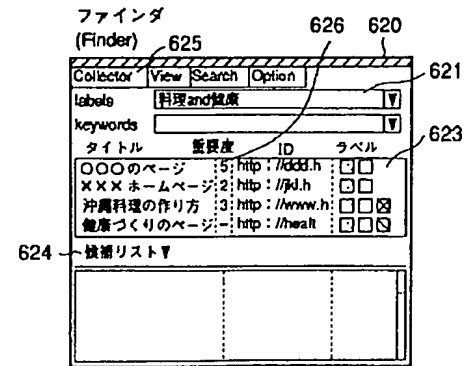 ファインダ
(Finder)
625
626
620
Collector View Search Option
621
labels 料理and健康
keywords
タイトル 重要度 ID ラベル
623
○○○のページ 5 http://ddd.h
×××ホームページ 2 http://jkl.h
沖縄料理の作り方 3 http://www.h
健康づくりのページ - http://healt
624 候補リスト▼